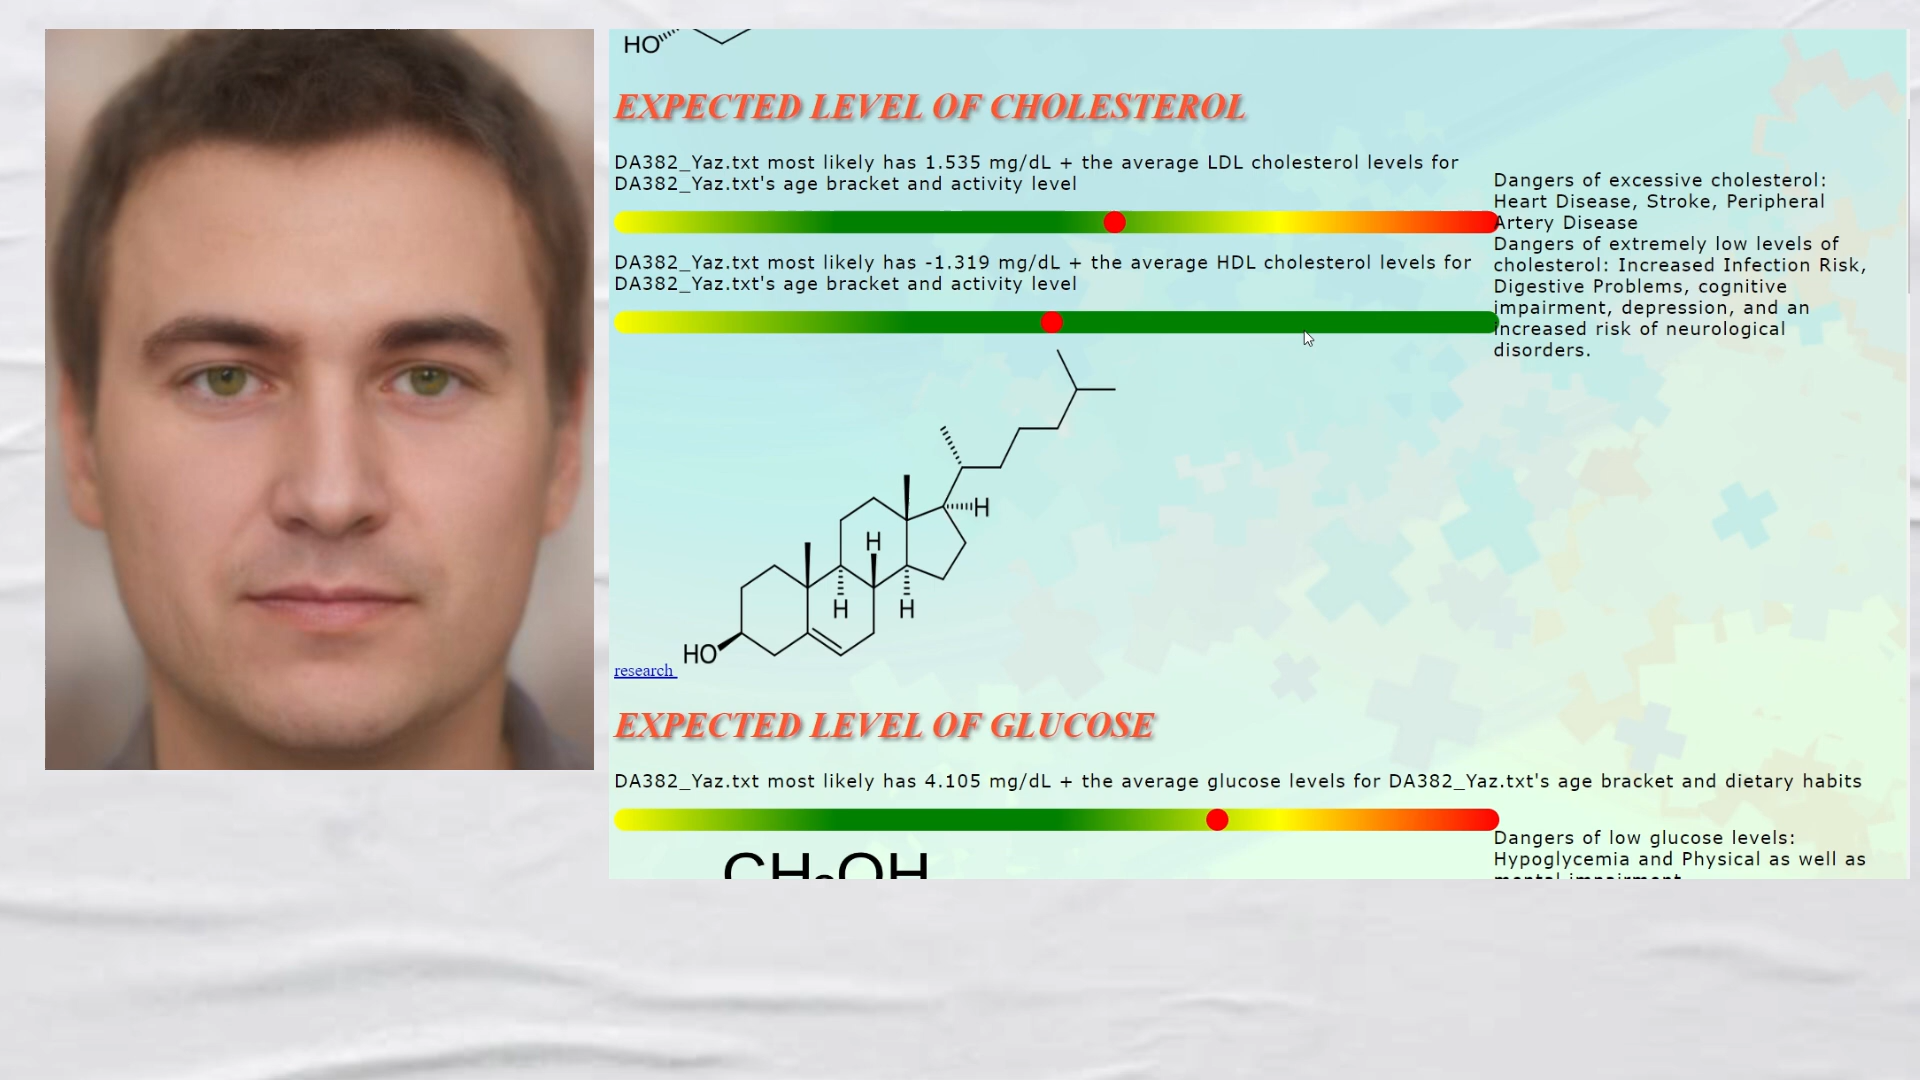 HO
EXPECTED LEVEL OF CHOLESTEROL
DA382_Yaz.txt most likely has 1.535 mg/dL + the average LDL cholesterol levels for
DA382_Yaz.txt's age bracket and activity level
DA382_Yaz.txt most likely has -1.319 mg/dL + the average HDL cholesterol levels for
DA382_Yaz.txt's age bracket and activity level
Dangers of excessive cholesterol:
Heart Disease, Stroke, Peripheral
Artery Disease
Dangers of extremely low levels of
cholesterol: Increased Infection Risk,
Digestive Problems, cognitive
impairment, depression, and an
increased risk of neurological
disorders.
H
H
H
H
HO
research
EXPECTED LEVEL OF GLUCOSE
DA382_Yaz.txt most likely has 4.105 mg/dL + the average glucose levels for DA382_Yaz.txt's age bracket and dietary habits
Dangers of low glucose levels:
Hypoglycemia and Physical as well as
mental impairment
CH2OH